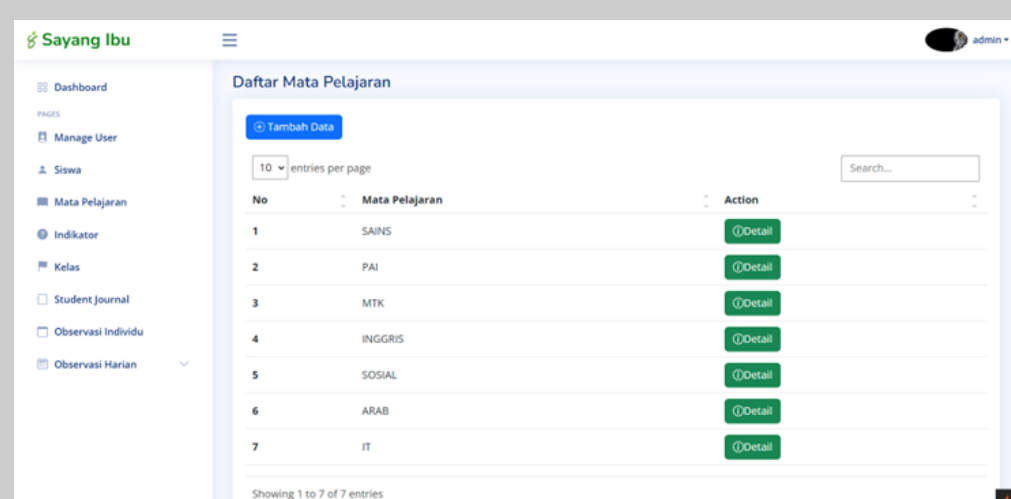 Sayang Ibu
admin
Dashboard
PAGES
Manage User
Siswa
Mata Pelajaran
Indikator
Kelas
Student Journal
Observasi Individu
Observasi Harian
Daftar Mata Pelajaran
Tambah Data
10 entries per page
Search...
No Mata Pelajaran Action
1 SAINS Detail
2 PAI Detail
3 MTK Detail
4 INGGRIS Detail
5 SOSIAL Detail
6 ARAB Detail
7 IT Detail
Showing 1 to 7 of 7 entries